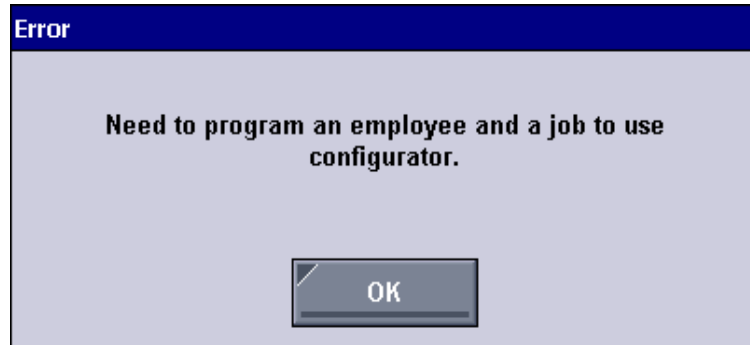 Error
Need to program an employee and a job to use
configurator.
OK